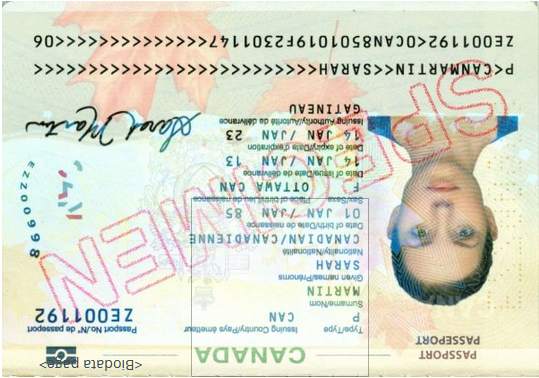 <Biodata page>
PASSPORT
PASSEPORT
CANADA
Type/Type
Issuing Country/Pays émetteur
Passport No./N° de passeport
P
CAN
ZE001192
Surname/Nom
MARTIN
Given names/Prénoms
SARAH
Nationality/Nationalité
CANADIAN/CANADIENNE
Date of birth/Date de naissance
01 JAN /JAN 85
Sex/Sexe
Place of birth/Lieu de naissance
F
OTTAWA CAN
Date of issue/Date de délivrance
14 JAN /JAN 13
Date of expiry/Date d'expiration
14 JAN /JAN 23
Issuing Authority/Autorité de délivrance
GATINEAU
Sarah Martin
SPECIMEN
P<CANMARTIN<<SARAH<<<<<<<<<<<<<<<<<<<<<<<<<<
ZE001192<0CAN8501019F2301147<<<<<<<<<<<<<<06